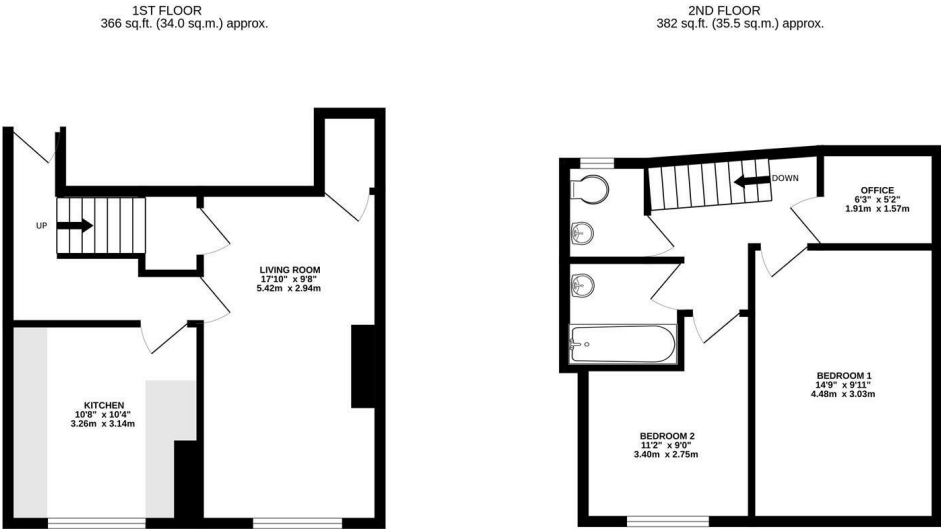 1ST FLOOR
366 sq.ft. (34.0 sq.m.) approx.
2ND FLOOR
382 sq.ft. (35.5 sq.m.) approx.
UP
LIVING ROOM
17'10" x 9'8"
5.42m x 2.94m
KITCHEN
10'8" x 10'4"
3.26m x 3.14m
DOWN
OFFICE
6'3" x 5'2"
1.91m x 1.57m
BEDROOM 1
14'9" x 9'11"
4.48m x 3.03m
BEDROOM 2
11'2" x 9'0"
3.40m x 2.75m